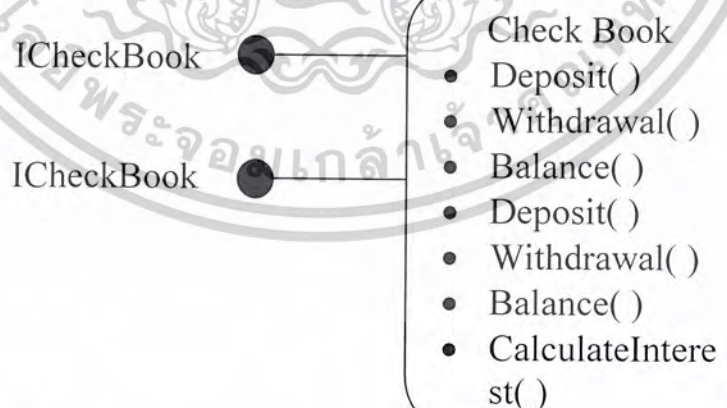 ICheckBook
ICheckBook
Check Book
• Deposit( )
• Withdrawal( )
• Balance( )
• Deposit( )
• Withdrawal( )
• Balance( )
• CalculateIntere
st( )